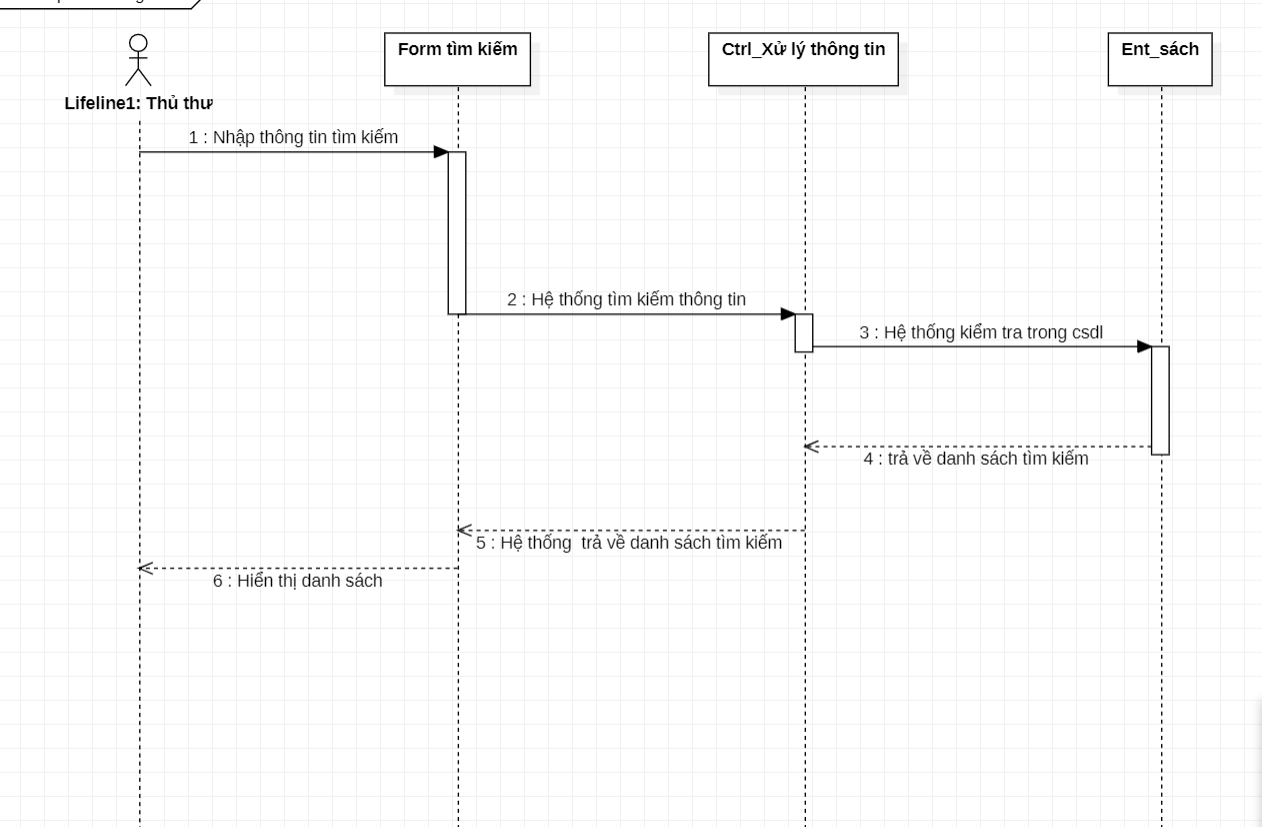 Form tìm kiếm
Ctrl_Xử lý thông tin
Ent_sách
Lifeline1: Thủ thư
1 : Nhập thông tin tìm kiếm
2 : Hệ thống tìm kiếm thông tin
3 : Hệ thống kiểm tra trong csdl
4 : trả về danh sách tìm kiếm
5 : Hệ thống  trả về danh sách tìm kiếm
6 : Hiển thị danh sách